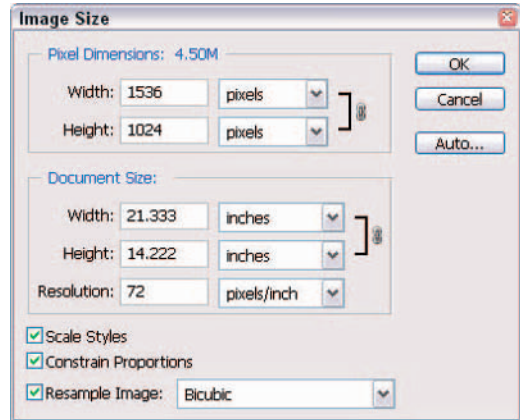 Image Size
Pixel Dimensions: 4.50M
Width: 1536 pixels
Height: 1024 pixels
OK
Cancel
Auto...
Document Size:
Width: 21.333 inches
Height: 14.222 inches
Resolution: 72 pixels/inch
Scale Styles
Constrain Proportions
Resample Image: Bicubic